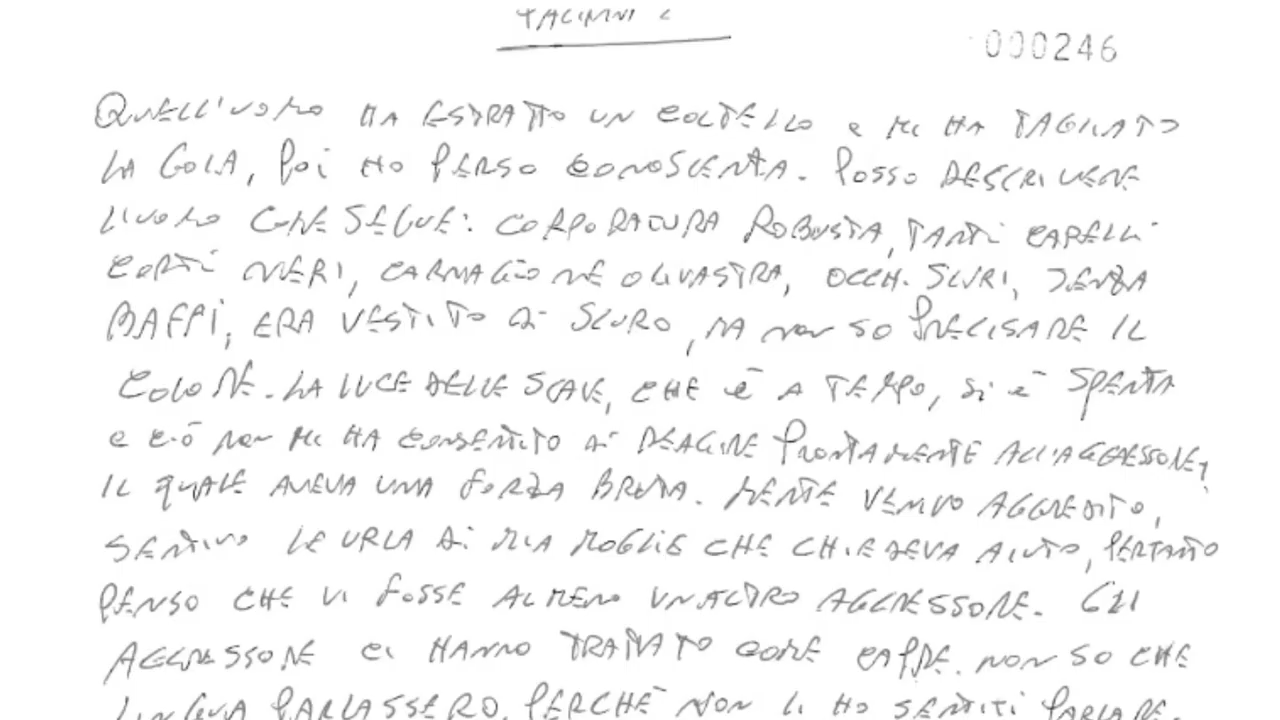 000246
QUELL'UOMO HA ESTRATTO UN COLTELLO e MI HA TAGLIATO
LA GOLA, Poi HO PERSO CONOSCENZA. POSSO DESCRIVERE
L'UOMO COME SEGUE: CORPORATURA ROBUSTA, TANTI CAPELLI
CORTI NERI, CARNAGIONE OLIVASTRA, OCCHI SCURI, SENZA
BAFFI, ERA VESTITO di SCURO, MA non so PRECISARE IL
COLORE. LA LUCE DELLE SCALE, CHE è A TEMPO, si è SPENTA
e ciò non MI HA CONSENTITO di REAGIRE PRONTAMENTE ALL'AGGRESSORE,
IL QUALE AVEVA UNA FORZA BRUTA. MENTRE VENIVO AGGREDITO,
SENTIVO LE URLA di MIA MOGLIE CHE CHIEDEVA AIUTO, PERTANTO
PENSO CHE VI FOSSE ALMENO UN ALTRO AGGRESSORE. GLI
AGGRESSORE CI HANNO TRATTATO COME CAPRE. NON SO CHE
LINGUA PARLASSERO, PERCHÈ NON LI HO SENTITI PARLARE.